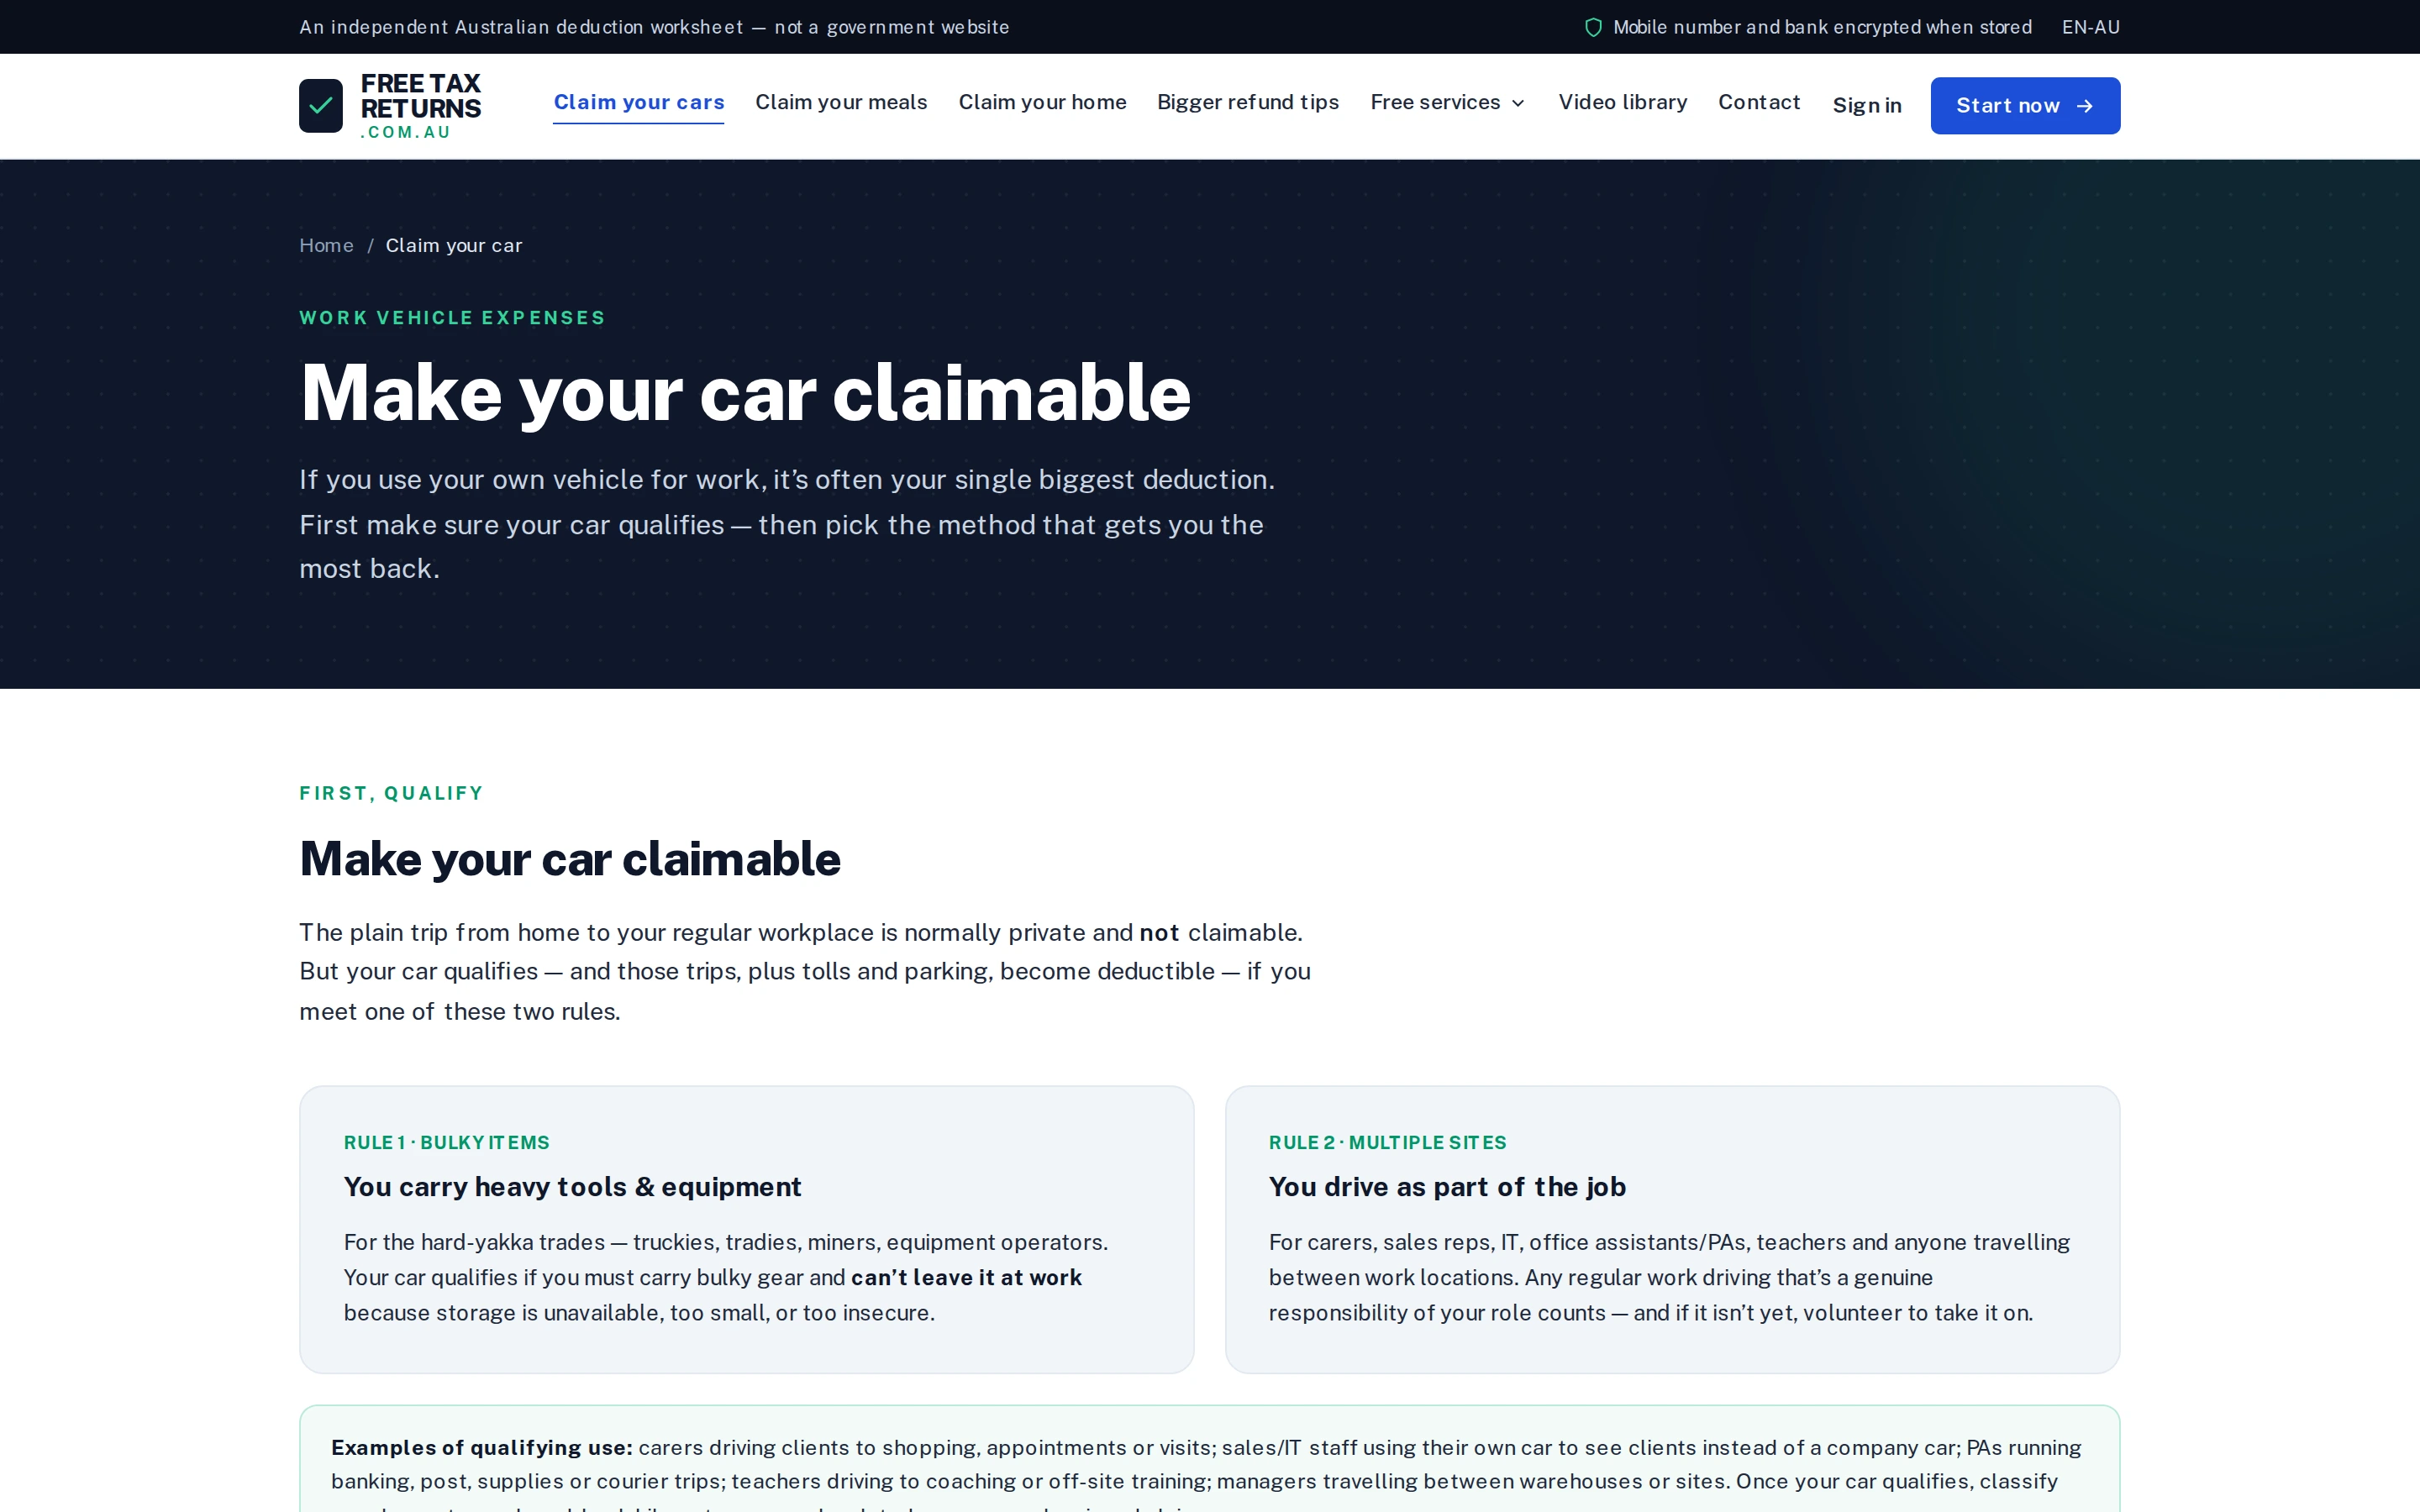 An independent Australian deduction worksheet — not a government website
Mobile number and bank encrypted when stored
EN-AU
FREE TAX
RETURNS
.COM.AU
Claim your cars
Claim your meals
Claim your home
Bigger refund tips
Free services
Video library
Contact
Sign in
Start now →
Home / Claim your car
WORK VEHICLE EXPENSES
Make your car claimable
If you use your own vehicle for work, it’s often your single biggest deduction.
First make sure your car qualifies — then pick the method that gets you the
most back.
FIRST, QUALIFY
Make your car claimable
The plain trip from home to your regular workplace is normally private and not claimable.
But your car qualifies — and those trips, plus tolls and parking, become deductible — if you
meet one of these two rules.
RULE 1 · BULKY ITEMS
You carry heavy tools & equipment
For the hard-yakka trades — truckies, tradies, miners, equipment operators.
Your car qualifies if you must carry bulky gear and can’t leave it at work
because storage is unavailable, too small, or too insecure.
RULE 2 · MULTIPLE SITES
You drive as part of the job
For carers, sales reps, IT, office assistants/PAs, teachers and anyone travelling
between work locations. Any regular work driving that’s a genuine
responsibility of your role counts — and if it isn’t yet, volunteer to take it on.
Examples of qualifying use: carers driving clients to shopping, appointments or visits; sales/IT staff using their own car to see clients instead of a company car; PAs running
banking, post, supplies or courier trips; teachers driving to coaching or off-site training; managers travelling between warehouses or sites. Once your car qualifies, classify